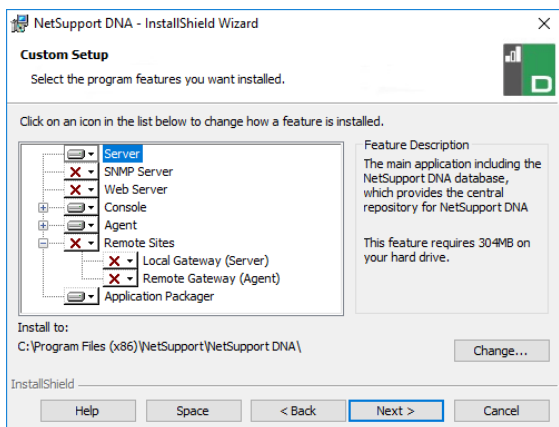 NetSupport DNA - InstallShield Wizard
Custom Setup
Select the program features you want installed.
D
Click on an icon in the list below to change how a feature is installed.
Server
SNMP Server
Web Server
Console
Agent
Remote Sites
Local Gateway (Server)
Remote Gateway (Agent)
Application Packager
Feature Description
The main application including the
NetSupport DNA database,
which provides the central
repository for NetSupport DNA
This feature requires 304MB on
your hard drive.
Install to:
C:\Program Files (x86)\NetSupport\NetSupport DNA\
Change...
InstallShield
Help
Space
< Back
Next >
Cancel